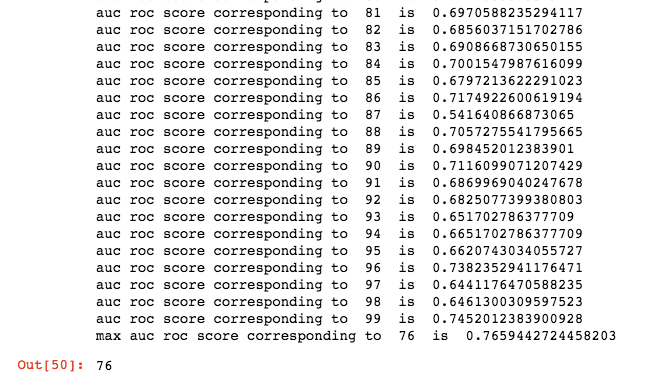 auc roc score corresponding to  81  is  0.6970588235294117
auc roc score corresponding to  82  is  0.6856037151702786
auc roc score corresponding to  83  is  0.6908668730650155
auc roc score corresponding to  84  is  0.7001547987616099
auc roc score corresponding to  85  is  0.6797213622291023
auc roc score corresponding to  86  is  0.7174922600619194
auc roc score corresponding to  87  is  0.541640866873065
auc roc score corresponding to  88  is  0.7057275541795665
auc roc score corresponding to  89  is  0.698452012383901
auc roc score corresponding to  90  is  0.7116099071207429
auc roc score corresponding to  91  is  0.6869969040247678
auc roc score corresponding to  92  is  0.6825077399380803
auc roc score corresponding to  93  is  0.651702786377709
auc roc score corresponding to  94  is  0.6651702786377709
auc roc score corresponding to  95  is  0.6620743034055727
auc roc score corresponding to  96  is  0.7382352941176471
auc roc score corresponding to  97  is  0.6441176470588235
auc roc score corresponding to  98  is  0.6461300309597523
auc roc score corresponding to  99  is  0.7452012383900928
max auc roc score corresponding to  76  is  0.7659442724458203
Out[50]: 76